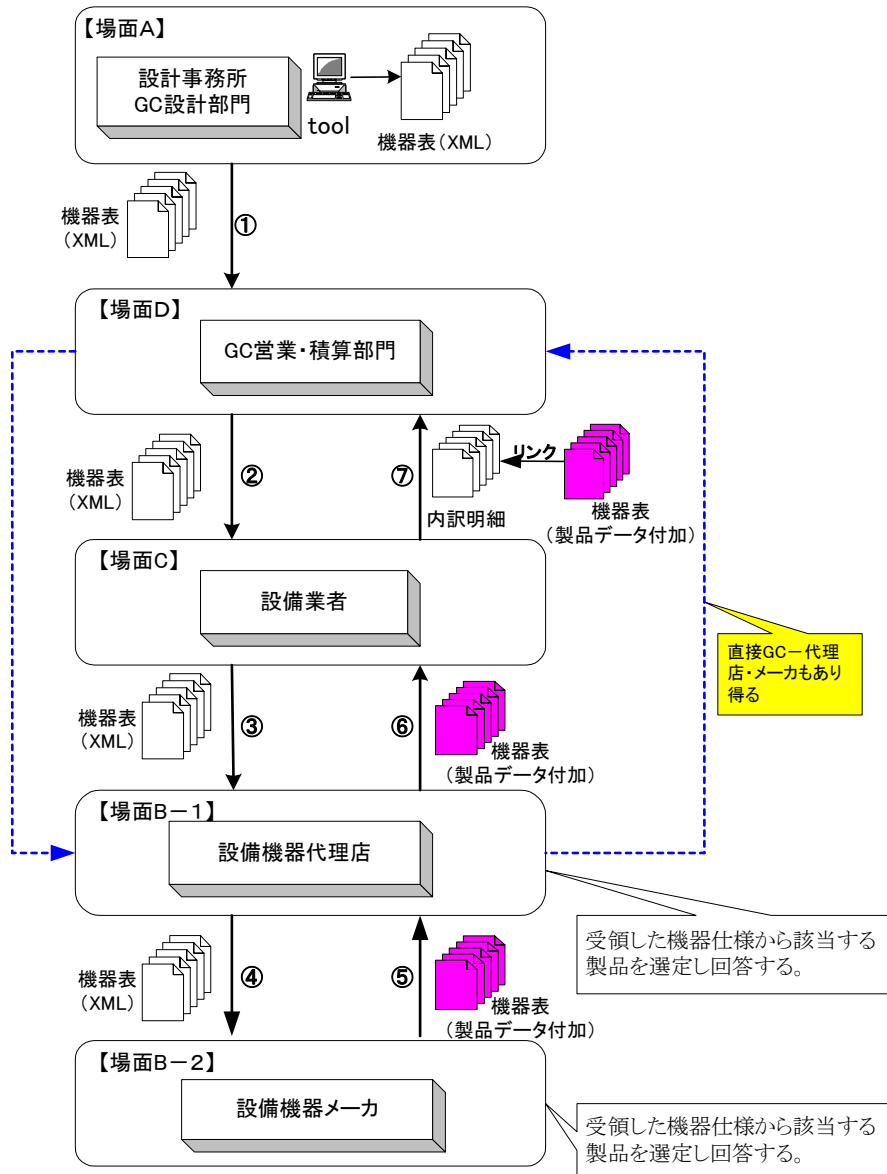 【場面A】
設計事務所
GC設計部門
tool
機器表(XML)
機器表
(XML)
①
【場面D】
GC営業・積算部門
機器表
(XML)
②
⑦
リンク
内訳明細
機器表
(製品データ付加)
【場面C】
設備業者
直接GC－代理
店・メーカもあり
得る
機器表
(XML)
③
⑥
機器表
(製品データ付加)
【場面B－1】
設備機器代理店
受領した機器仕様から該当する
製品を選定し回答する。
機器表
(XML)
④
⑤
機器表
(製品データ付加)
【場面B－2】
設備機器メーカ
受領した機器仕様から該当する
製品を選定し回答する。